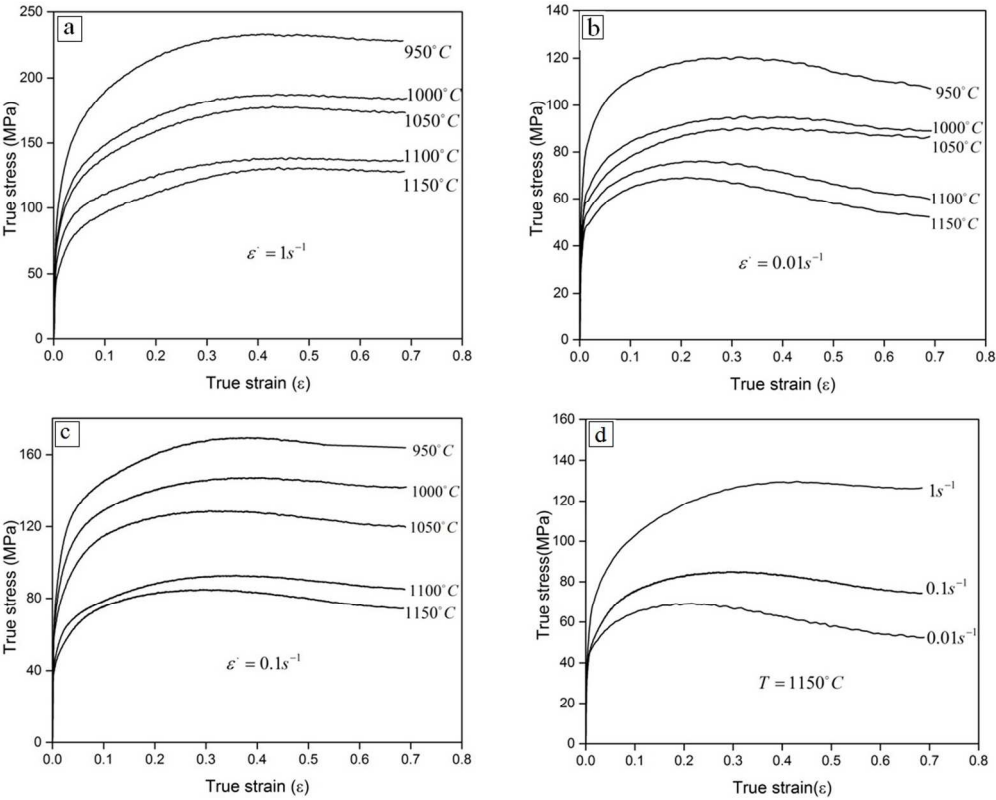 a
250
200
150
100
50
0
True stress (MPa)
950°C
1000°C
1050°C
1100°C
1150°C
ε˙ = 1s⁻¹
0.0 0.1 0.2 0.3 0.4 0.5 0.6 0.7 0.8
True strain (ε)
b
140
120
100
80
60
40
20
0
True stress(MPa)
950°C
1000°C
1050°C
1100°C
1150°C
ε˙ = 0.01s⁻¹
0.0 0.1 0.2 0.3 0.4 0.5 0.6 0.7 0.8
True strain (ε)
c
160
120
80
40
0
True stress (MPa)
950°C
1000°C
1050°C
1100°C
1150°C
ε˙ = 0.1s⁻¹
0.0 0.1 0.2 0.3 0.4 0.5 0.6 0.7 0.8
True strain (ε)
d
160
140
120
100
80
60
40
20
0
True stress(MPa)
1s⁻¹
0.1s⁻¹
0.01s⁻¹
T = 1150°C
0.0 0.1 0.2 0.3 0.4 0.5 0.6 0.7 0.8
True strain(ε)